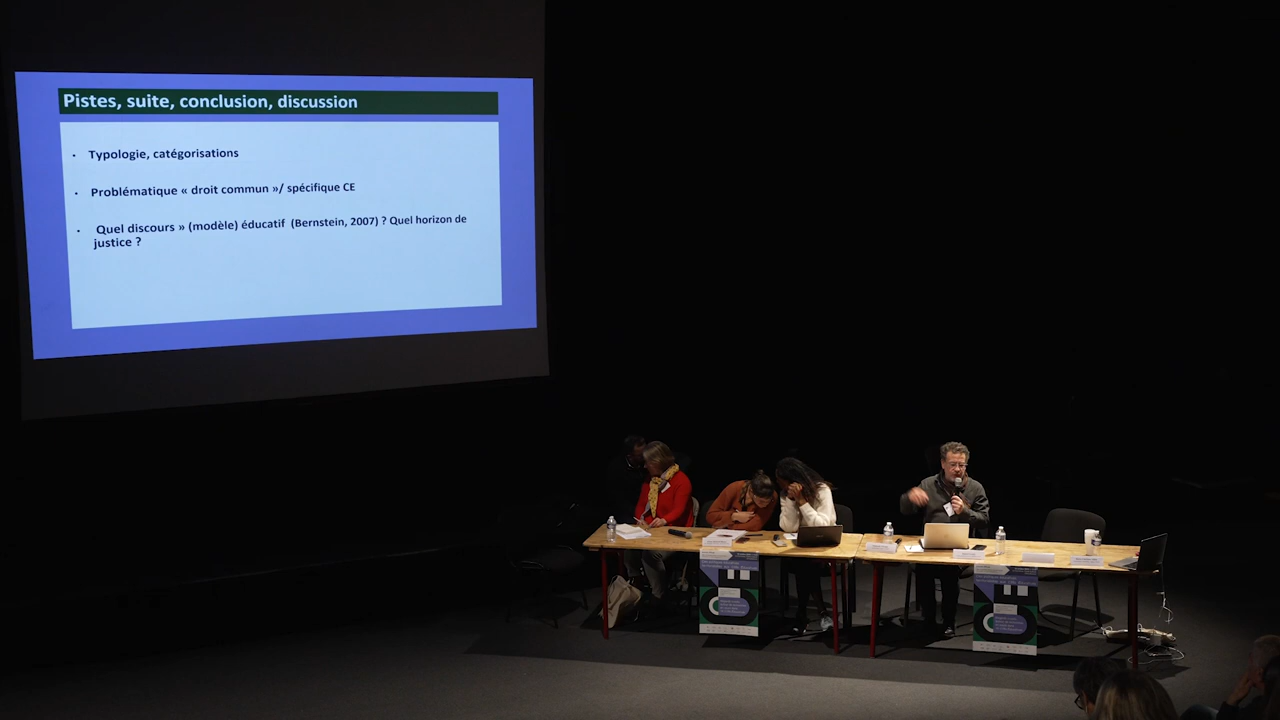 Pistes, suite, conclusion, discussion
• Typologie, catégorisations
• Problématique « droit commun »/ spécifique CE
• Quel discours » (modèle) éducatif (Bernstein, 2007) ? Quel horizon de
justice ?